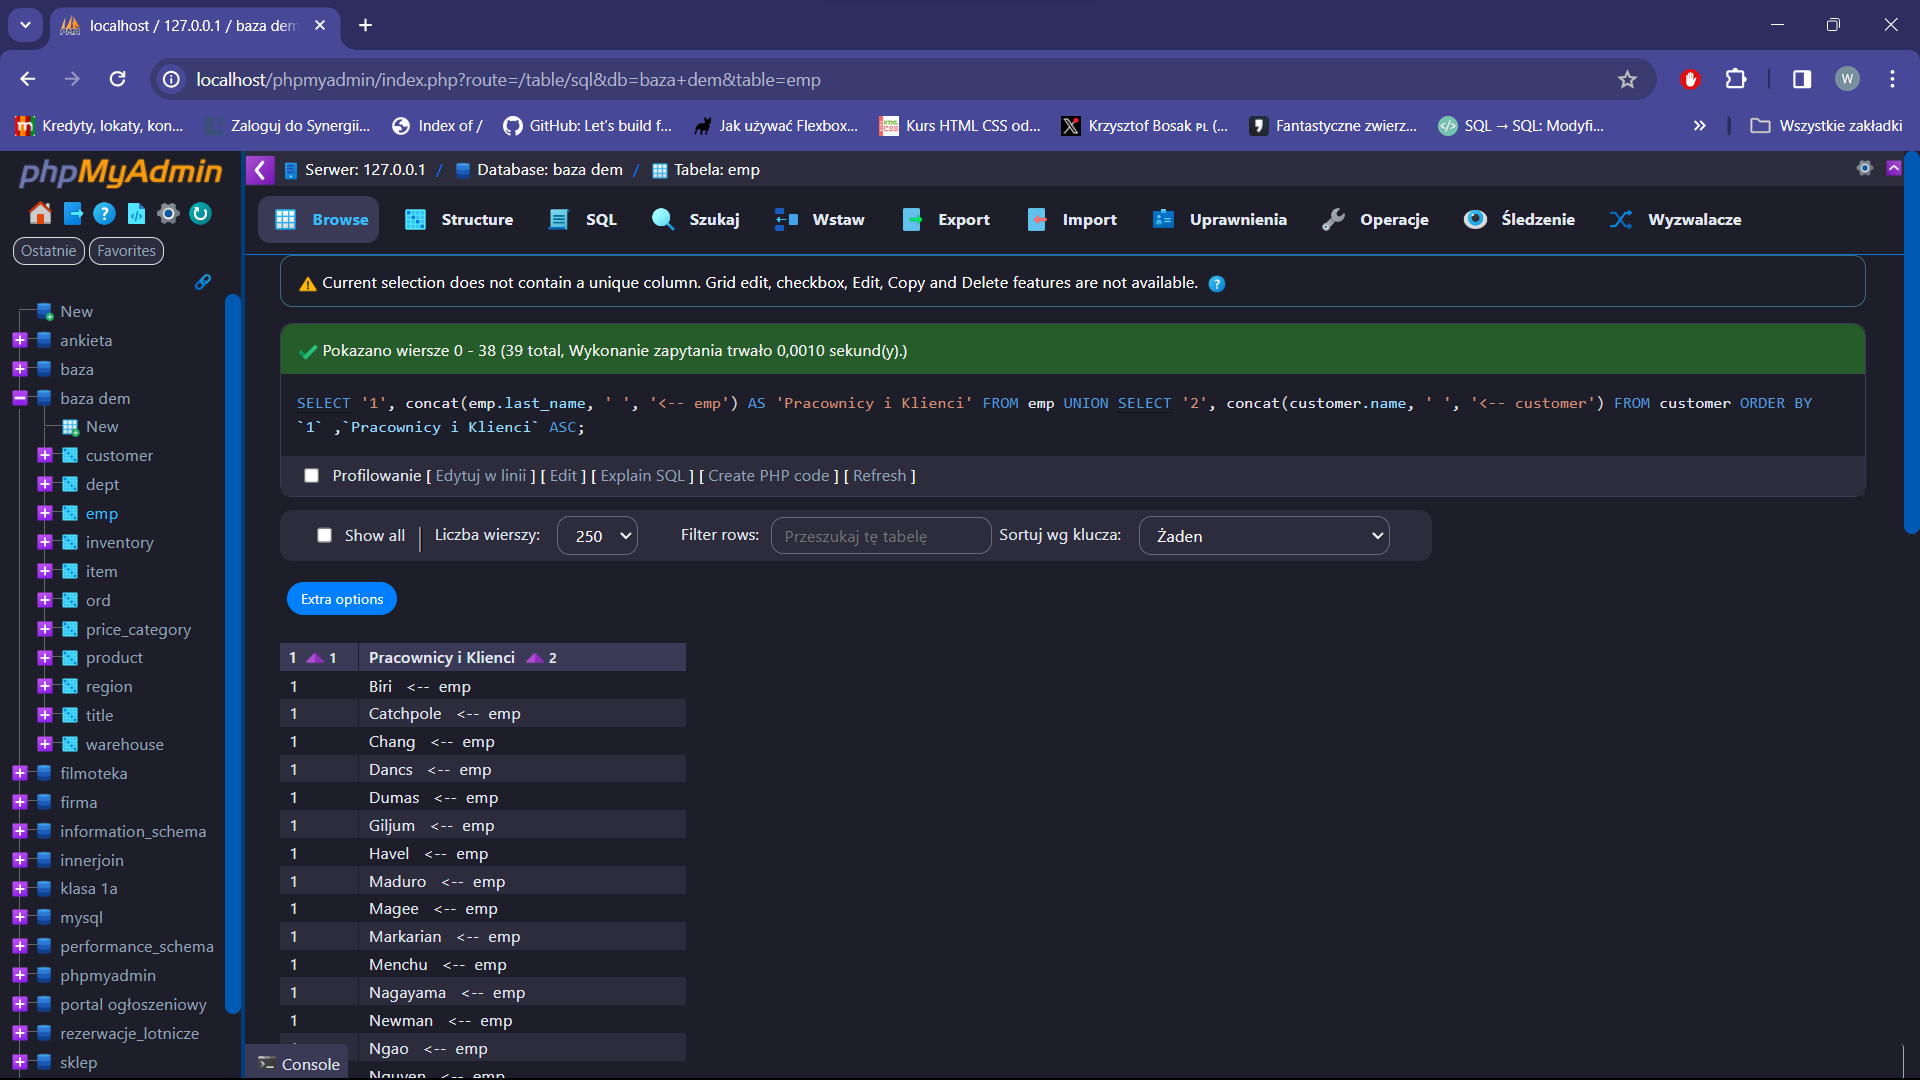 localhost / 127.0.0.1 / baza dem
localhost/phpmyadmin/index.php?route=/table/sql&db=baza+dem&table=emp
W
Kredyty, lokaty, kon...
Zaloguj do Synergii...
Index of /
GitHub: Let's build f...
Jak używać Flexbox...
Kurs HTML CSS od...
Krzysztof Bosak PL (...
Fantastyczne zwierz...
SQL → SQL: Modyfi...
Wszystkie zakładki
phpMyAdmin
Ostatnie
Favorites
New
ankieta
baza
baza dem
New
customer
dept
emp
inventory
item
ord
price_category
product
region
title
warehouse
filmoteka
firma
information_schema
innerjoin
klasa 1a
mysql
performance_schema
phpmyadmin
portal ogłoszeniowy
rezerwacje_lotnicze
sklep
Serwer: 127.0.0.1 / Database: baza dem / Tabela: emp
Browse
Structure
SQL
Szukaj
Wstaw
Export
Import
Uprawnienia
Operacje
Śledzenie
Wyzwalacze
Current selection does not contain a unique column. Grid edit, checkbox, Edit, Copy and Delete features are not available.
Pokazano wiersze 0 - 38 (39 total, Wykonanie zapytania trwało 0,0010 sekund(y).)
SELECT '1', concat(emp.last_name, ' ', '<-- emp') AS 'Pracownicy i Klienci' FROM emp UNION SELECT '2', concat(customer.name, ' ', '<-- customer') FROM customer ORDER BY
`1` ,`Pracownicy i Klienci` ASC;
Profilowanie [ Edytuj w linii ] [ Edit ] [ Explain SQL ] [ Create PHP code ] [ Refresh ]
Show all
Liczba wierszy:
250
Filter rows:
Przeszukaj tę tabelę
Sortuj wg klucza:
Żaden
Extra options
1 1 Pracownicy i Klienci 2
1 Biri <-- emp
1 Catchpole <-- emp
1 Chang <-- emp
1 Dancs <-- emp
1 Dumas <-- emp
1 Giljum <-- emp
1 Havel <-- emp
1 Maduro <-- emp
1 Magee <-- emp
1 Markarian <-- emp
1 Menchu <-- emp
1 Nagayama <-- emp
1 Newman <-- emp
Ngao <-- emp
Nguyen <-- emp
Console